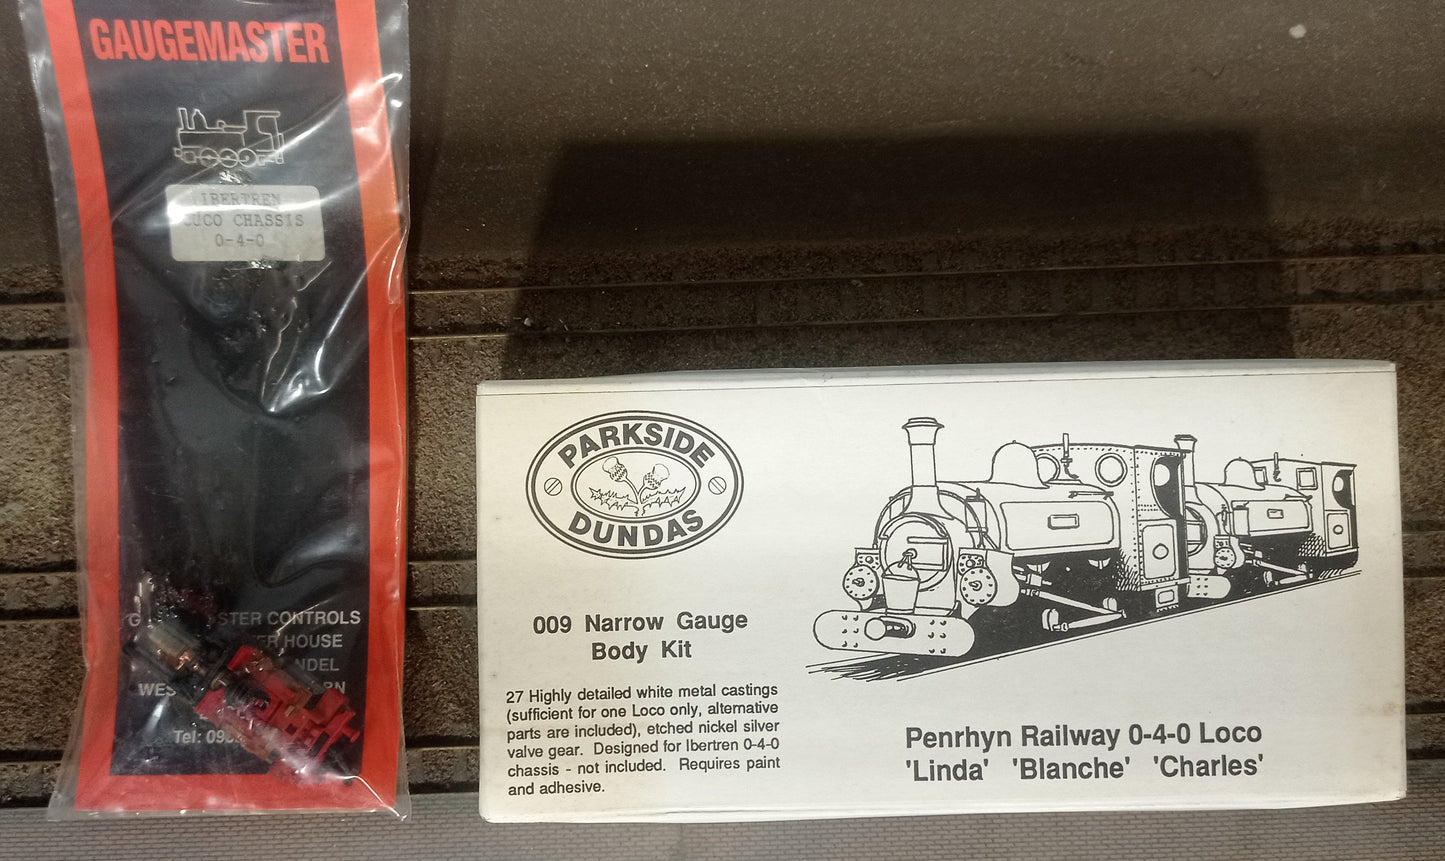 GAUGEMASTER
IBERTREN
CUCO CHASSIS
0-4-0
STER CONTROLS
HOUSE
NDEL
WES
Tel: 09
PARKSIDE
DUNDAS
009 Narrow Gauge
Body Kit
27 Highly detailed white metal castings
(sufficient for one Loco only, alternative
parts are included), etched nickel silver
valve gear. Designed for Ibertren 0-4-0
chassis - not included. Requires paint
and adhesive.
Penrhyn Railway 0-4-0 Loco
'Linda' 'Blanche' 'Charles'